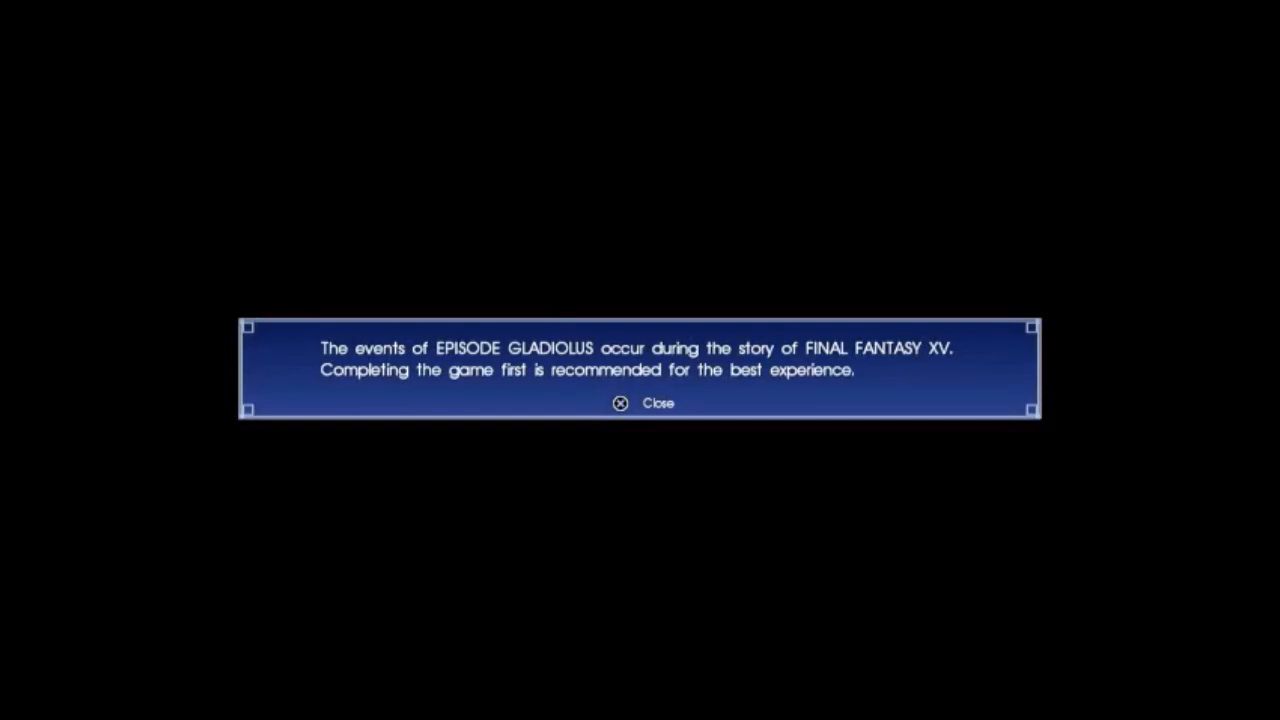 The events of EPISODE GLADIOLUS occur during the story of FINAL FANTASY XV.
Completing the game first is recommended for the best experience.
Close